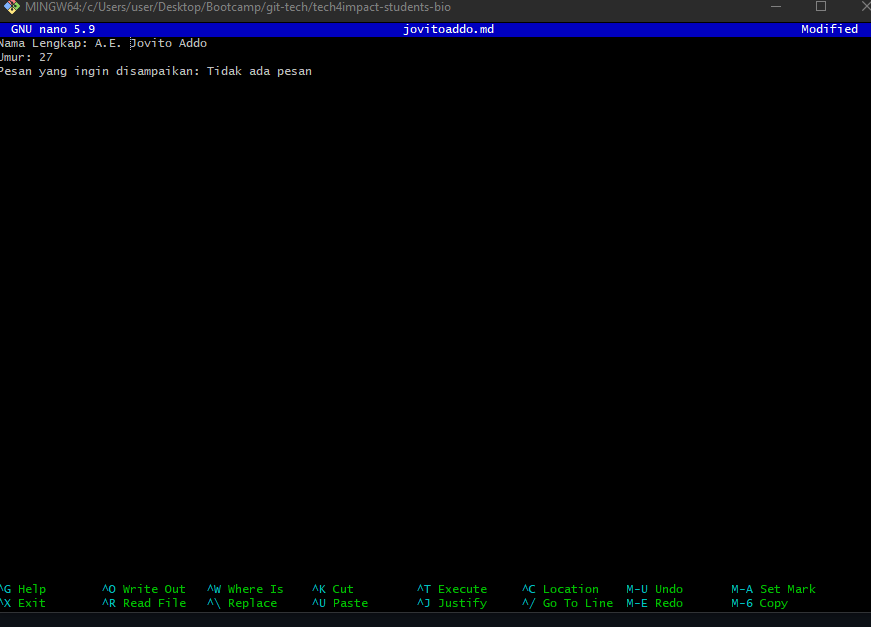 MINGW64:/c/Users/user/Desktop/Bootcamp/git-tech/tech4impact-students-bio
GNU nano 5.9 jovitoaddo.md Modified
Nama Lengkap: A.E. Jovito Addo
Umur: 27
Pesan yang ingin disampaikan: Tidak ada pesan
^G Help ^O Write Out ^W Where Is ^K Cut ^T Execute ^C Location M-U Undo M-A Set Mark
^X Exit ^R Read File ^\ Replace ^U Paste ^J Justify ^/ Go To Line M-E Redo M-6 Copy